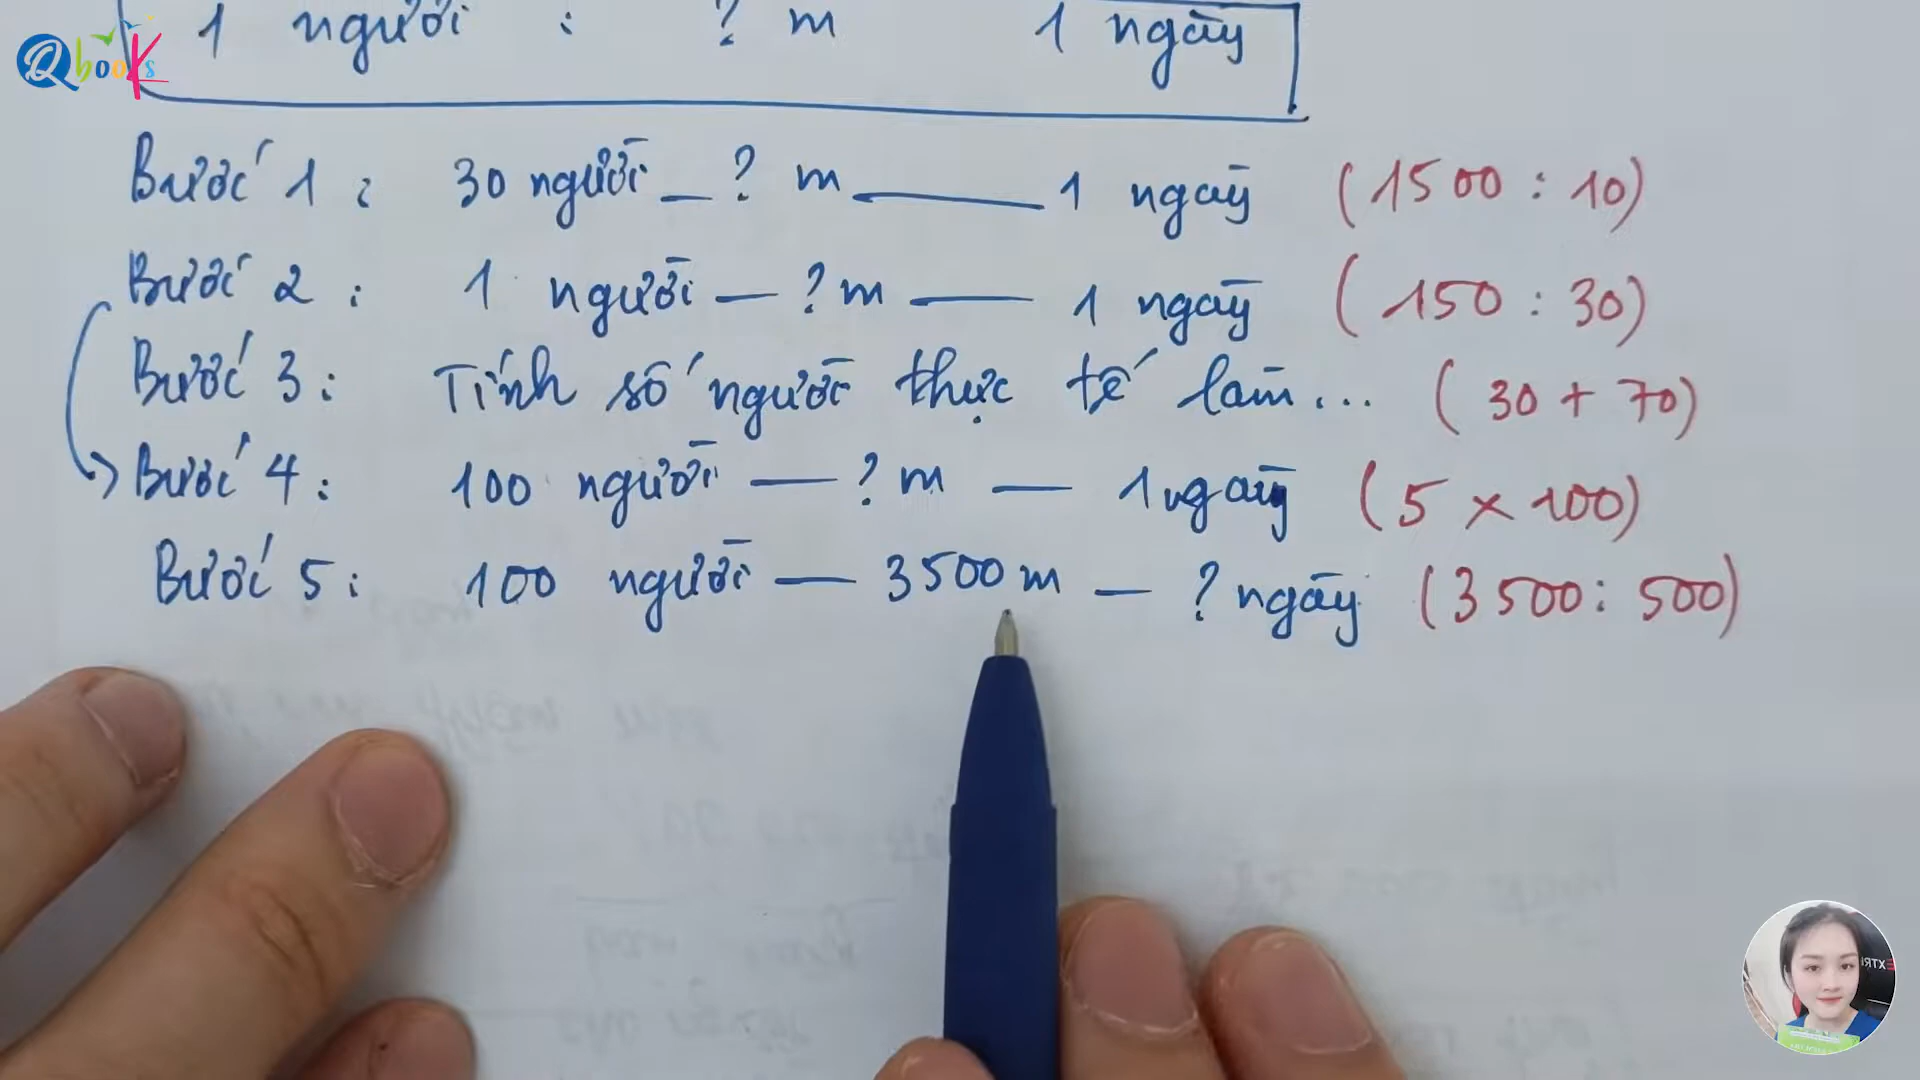 Qbooks
1 người : ? m 1 ngày
Bước 1 : 30 người — ? m — 1 ngày (1500 : 10)
Bước 2 : 1 người — ? m — 1 ngày (150 : 30)
Bước 3 : Tính số người thực tế làm... (30 + 70)
Bước 4 : 100 người — ? m — 1 ngày (5 x 100)
Bước 5 : 100 người — 3500 m — ? ngày (3500 : 500)